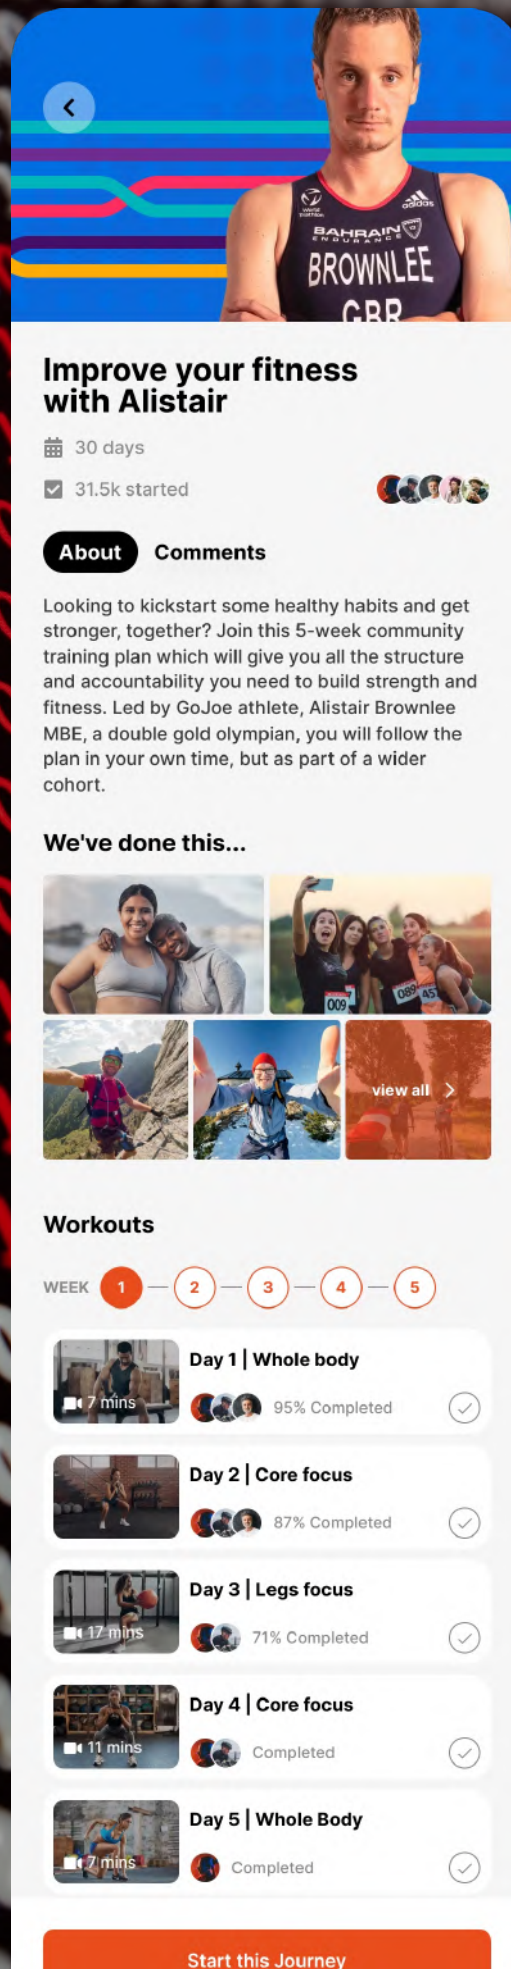 World
Triathlon
adidas
BAHRAIN
ENDURANCE
BROWNLEE
GBR
Improve your fitness
with Alistair
30 days
31.5k started
About Comments
Looking to kickstart some healthy habits and get
stronger, together? Join this 5-week community
training plan which will give you all the structure
and accountability you need to build strength and
fitness. Led by GoJoe athlete, Alistair Brownlee
MBE, a double gold olympian, you will follow the
plan in your own time, but as part of a wider
cohort.
We've done this...
009
089
45
view all
Workouts
WEEK 1 2 3 4 5
Day 1 | Whole body
7 mins
95% Completed
Day 2 | Core focus
87% Completed
Day 3 | Legs focus
17 mins
71% Completed
Day 4 | Core focus
11 mins
Completed
Day 5 | Whole Body
7 mins
Completed
Start this Journey